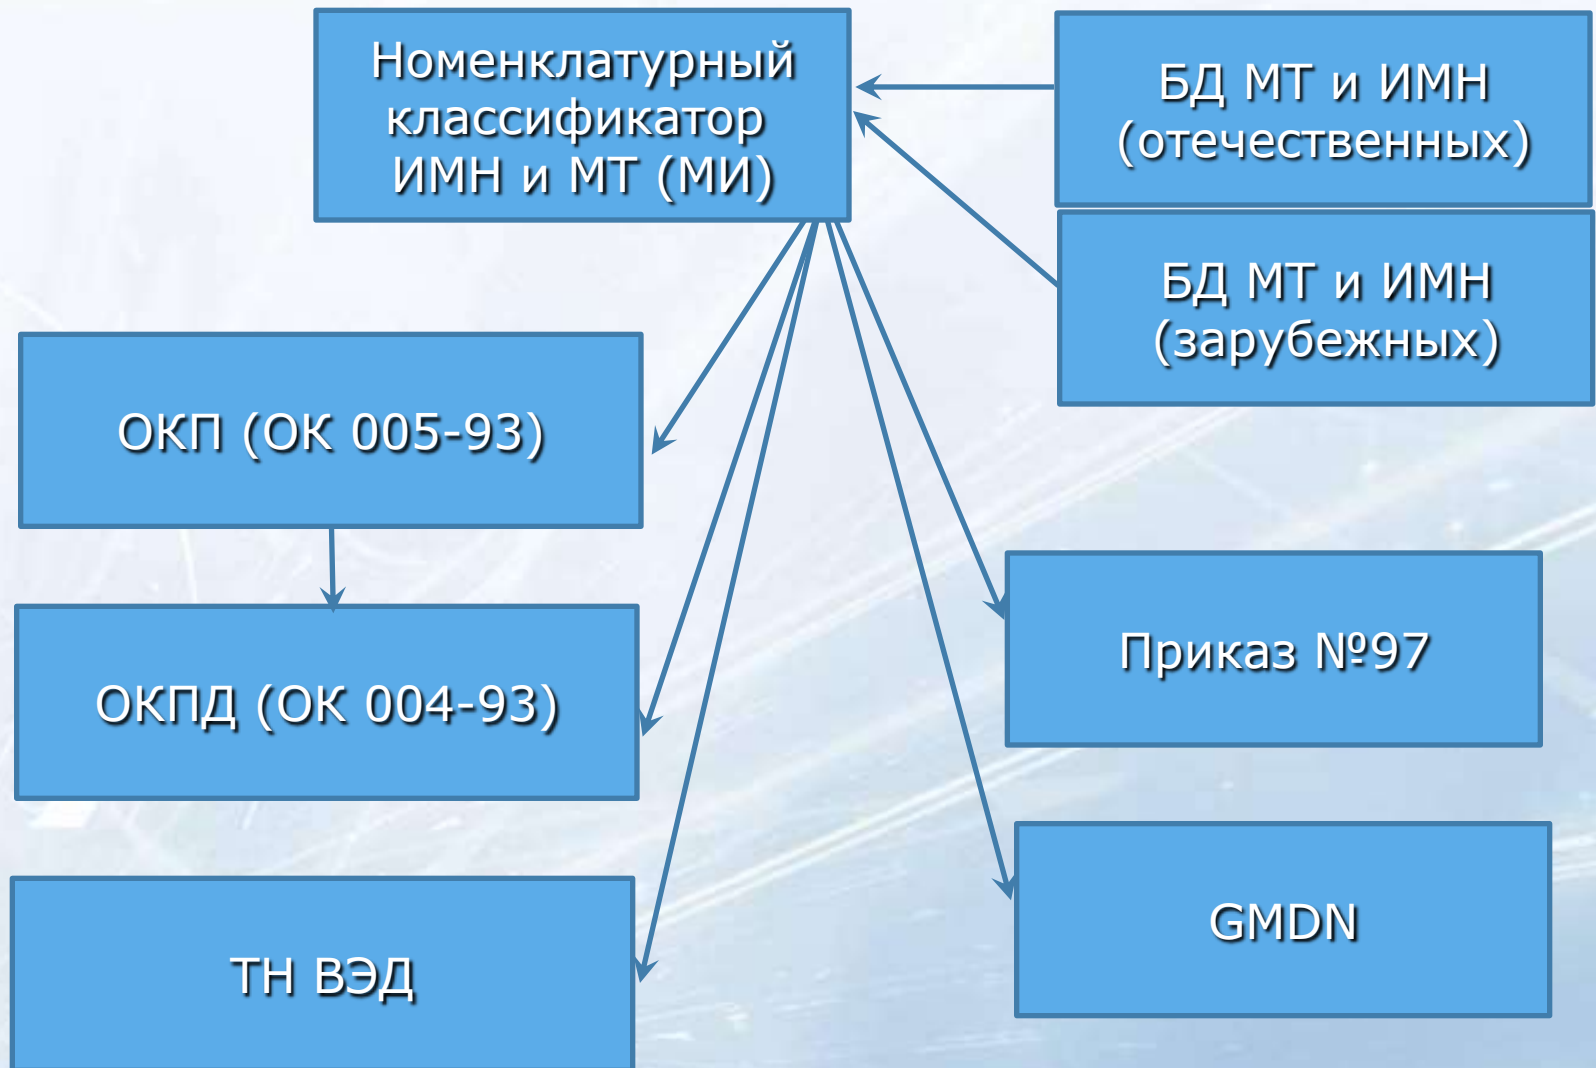 Номенклатурный
классификатор
ИМН и МТ (МИ)
БД МТ и ИМН
(отечественных)
БД МТ и ИМН
(зарубежных)
ОКП (ОК 005-93)
ОКПД (ОК 004-93)
ТН ВЭД
Приказ №97
GMDN